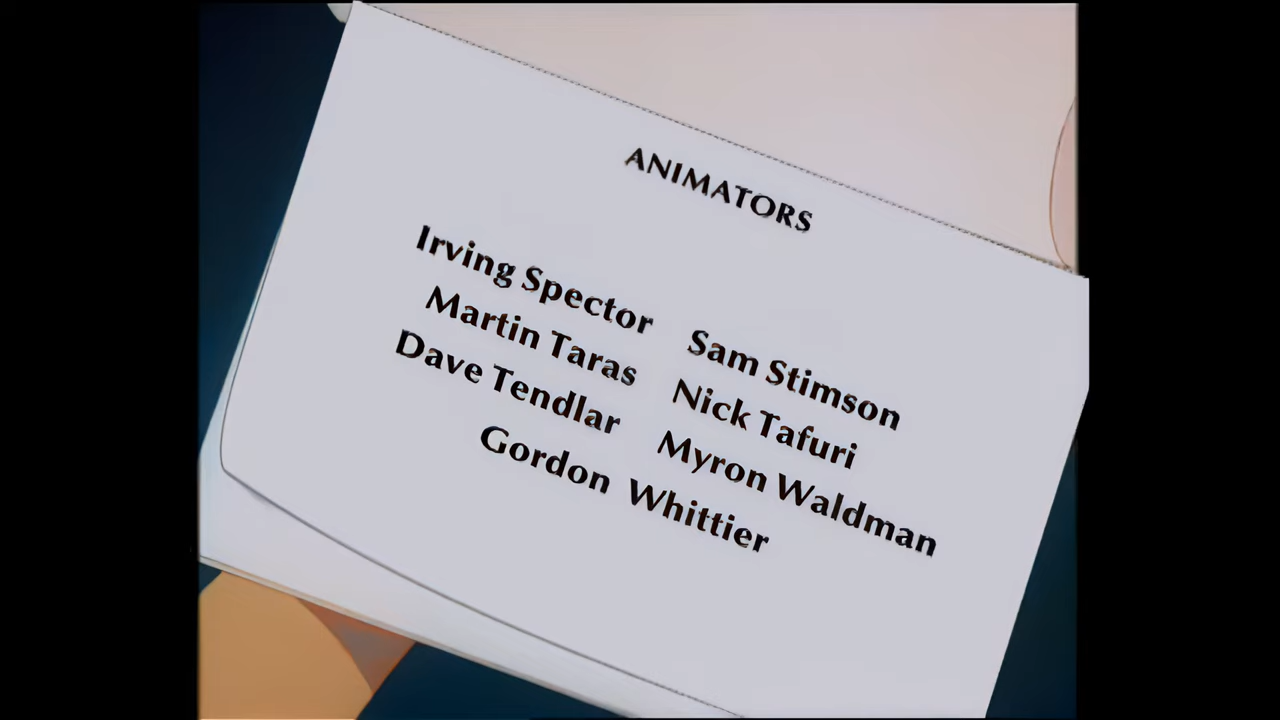 ANIMATORS
Irving Spector Sam Stimson
Martin Taras Nick Tafuri
Dave Tendlar Myron Waldman
Gordon Whittier